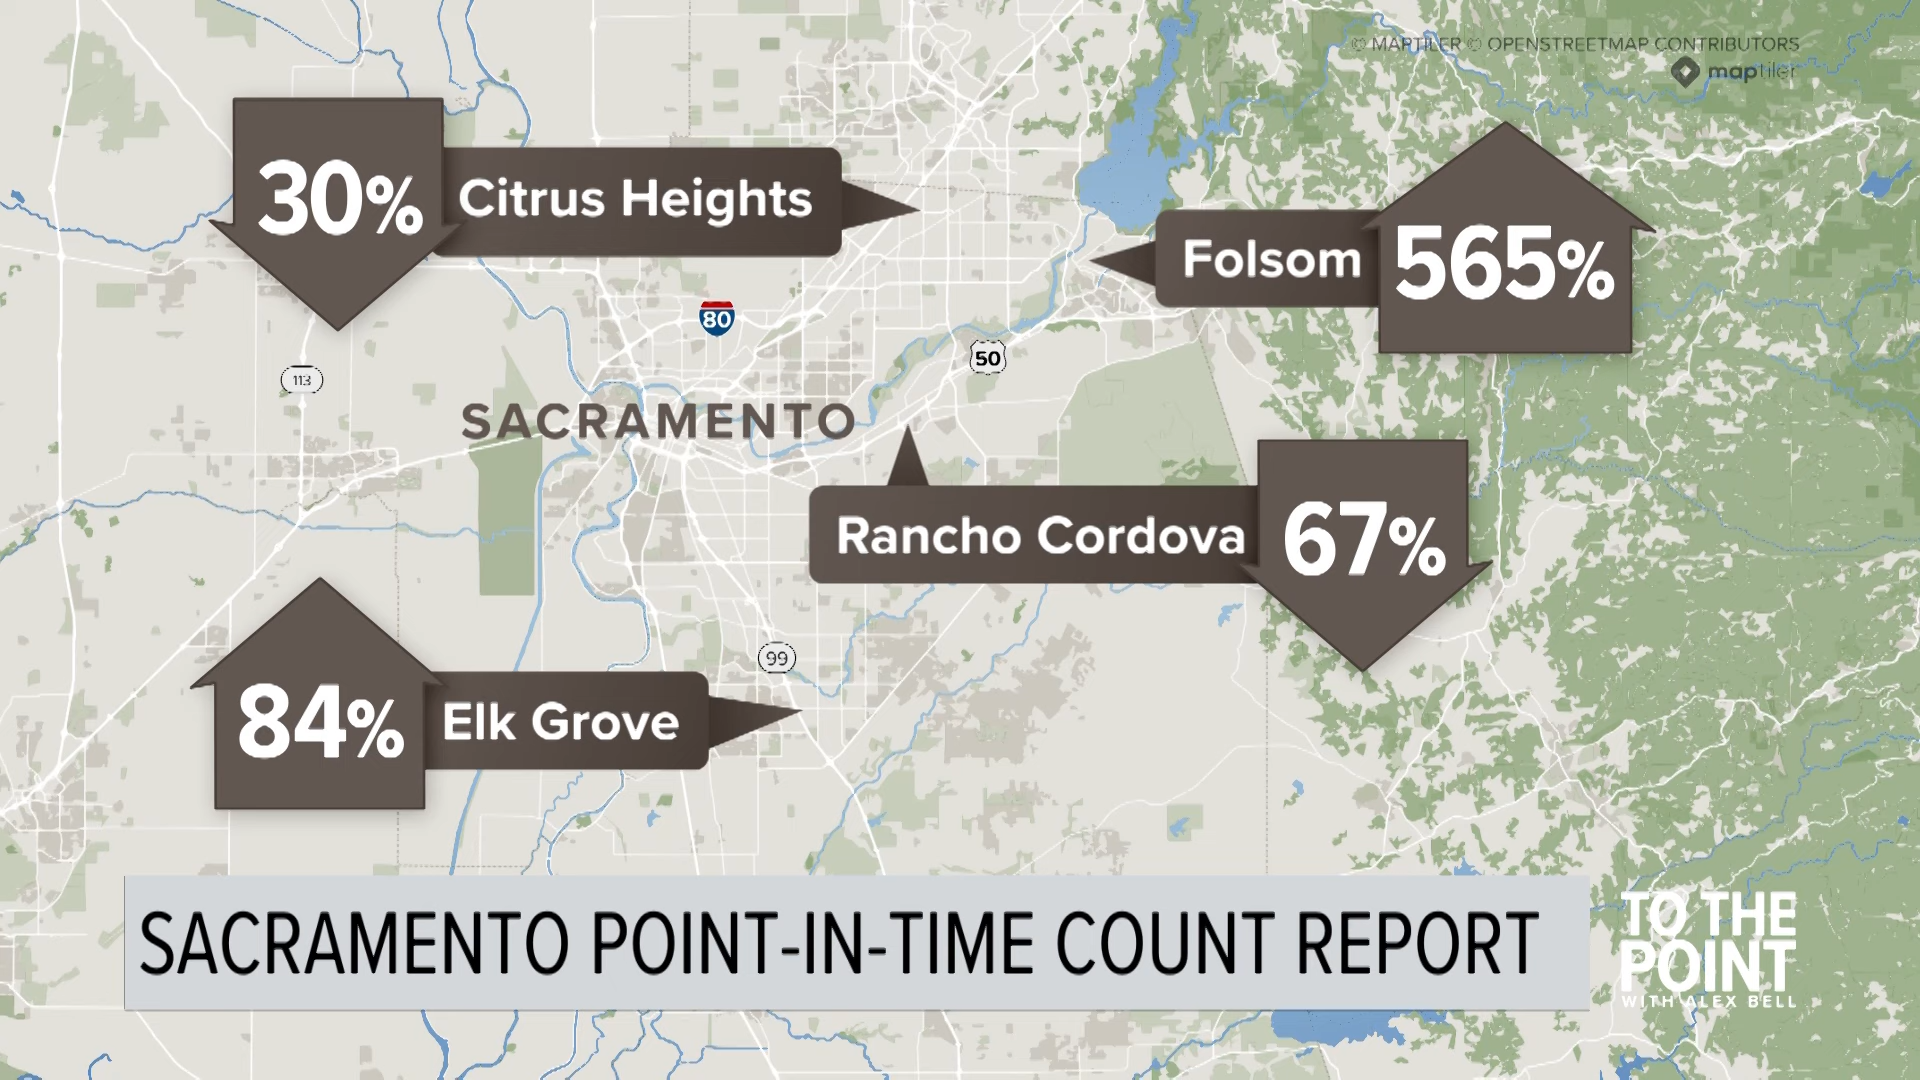 © MAPTILER © OPENSTREETMAP CONTRIBUTORS
maptiler
30% Citrus Heights
Folsom 565%
80
50
113
SACRAMENTO
Rancho Cordova 67%
99
84% Elk Grove
SACRAMENTO POINT-IN-TIME COUNT REPORT
TO THE
POINT
WITH ALEX BELL